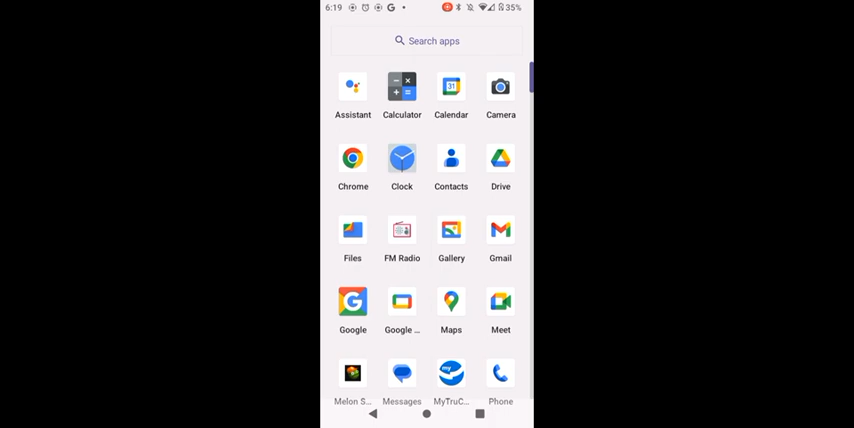 6:19 35%
Search apps
Assistant Calculator Calendar Camera
Chrome Clock Contacts Drive
Files FM Radio Gallery Gmail
Google Google ... Maps Meet
Melon S... Messages MyTruC... Phone